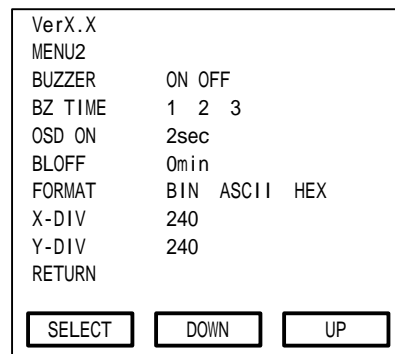 VerX.X
MENU2
BUZZER ON OFF
BZ TIME 1 2 3
OSD ON 2sec
BLOFF 0min
FORMAT BIN ASCII HEX
X-DIV 240
Y-DIV 240
RETURN
SELECT DOWN UP